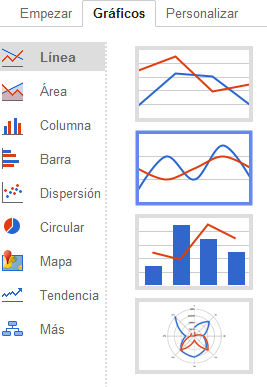 Empezar Gráficos Personalizar
Línea
Área
Columna
Barra
Dispersión
Circular
Mapa
Tendencia
Más